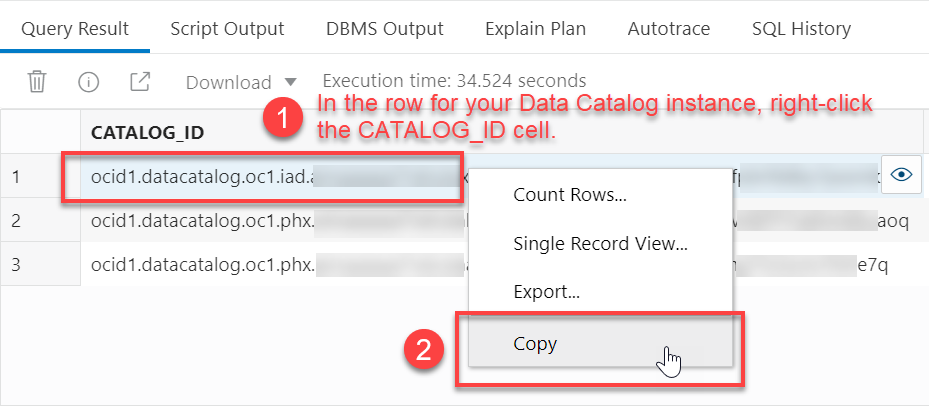 Query Result Script Output DBMS Output Explain Plan Autotrace SQL History
Download Execution time: 34.524 seconds
1 In the row for your Data Catalog instance, right-click
the CATALOG_ID cell.
CATALOG_ID
1 ocid1.datacatalog.oc1.iad.a
2 ocid1.datacatalog.oc1.phx. aoq
3 ocid1.datacatalog.oc1.phx. e7q
Count Rows...
Single Record View...
Export...
2 Copy